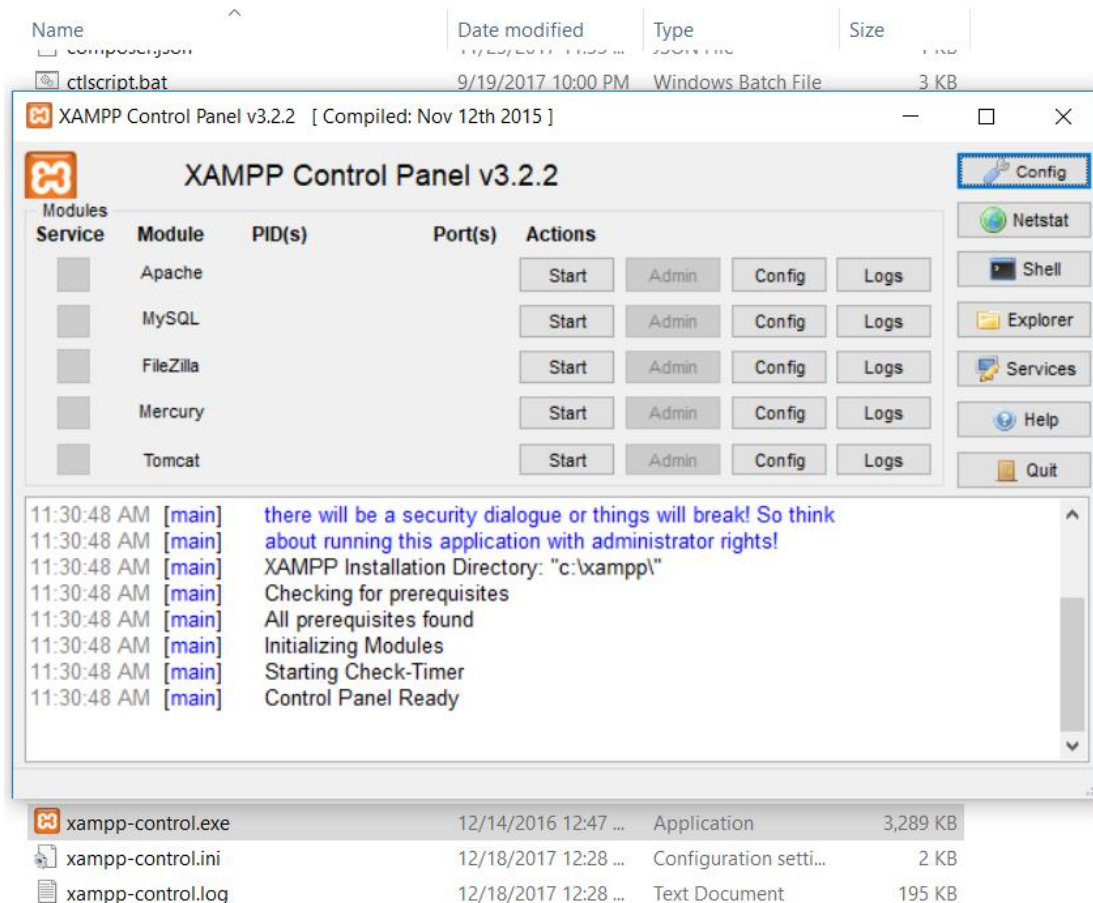 Name Date modified Type Size
ctlscript.bat 9/19/2017 10:00 PM Windows Batch File 3 KB
XAMPP Control Panel v3.2.2 [ Compiled: Nov 12th 2015 ]
XAMPP Control Panel v3.2.2
Config
Modules
Service Module PID(s) Port(s) Actions
Netstat
Apache Start Admin Config Logs
Shell
MySQL Start Admin Config Logs
Explorer
FileZilla Start Admin Config Logs
Services
Mercury Start Admin Config Logs
Help
Tomcat Start Admin Config Logs
Quit
11:30:48 AM [main] there will be a security dialogue or things will break! So think
11:30:48 AM [main] about running this application with administrator rights!
11:30:48 AM [main] XAMPP Installation Directory: "c:\xampp\"
11:30:48 AM [main] Checking for prerequisites
11:30:48 AM [main] All prerequisites found
11:30:48 AM [main] Initializing Modules
11:30:48 AM [main] Starting Check-Timer
11:30:48 AM [main] Control Panel Ready
xampp-control.exe 12/14/2016 12:47 ... Application 3,289 KB
xampp-control.ini 12/18/2017 12:28 ... Configuration setti... 2 KB
xampp-control.log 12/18/2017 12:28 ... Text Document 195 KB